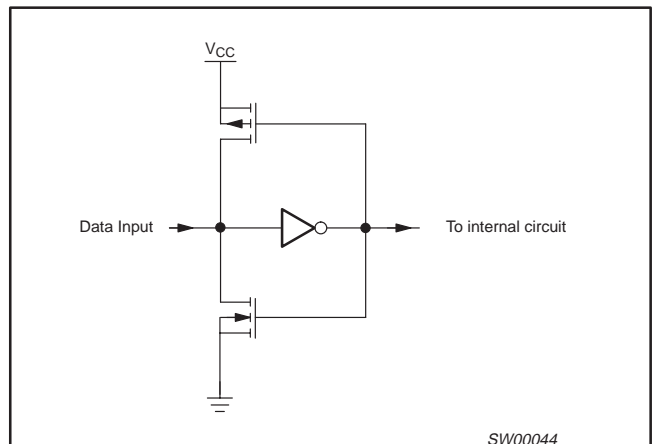 VCC
Data Input
To internal circuit
SW00044